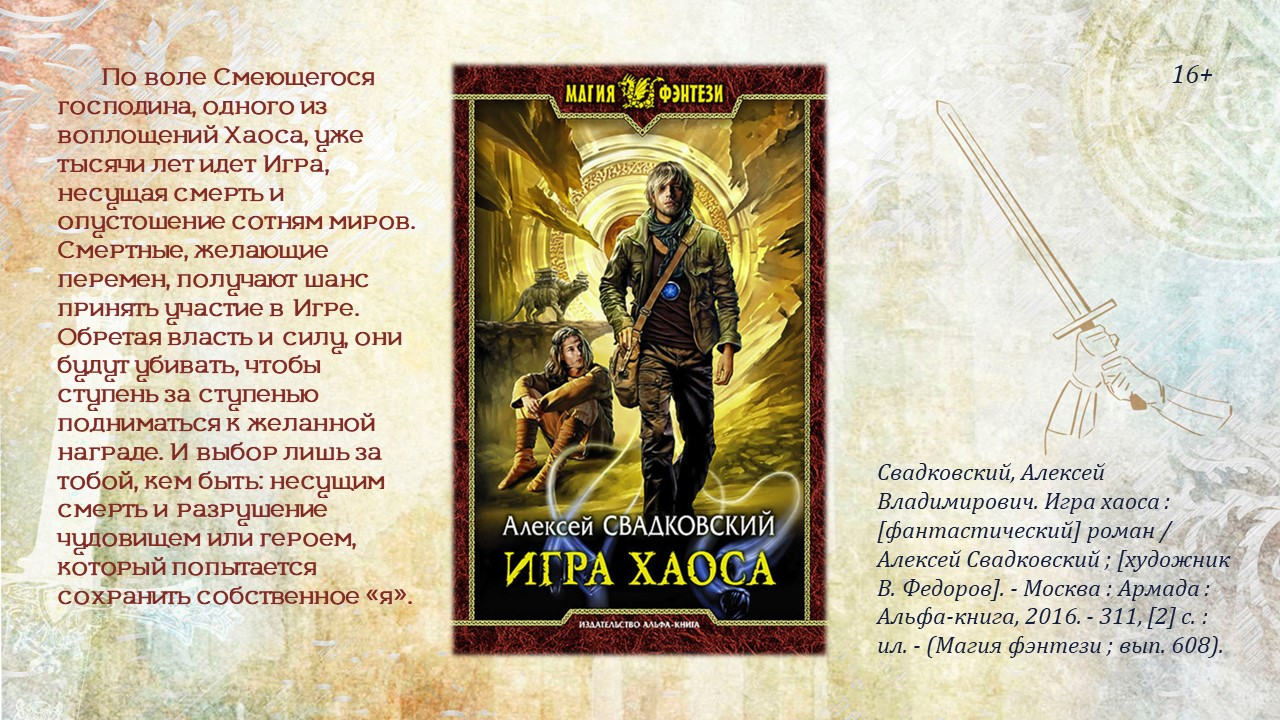 По воле Смеющегося
господина, одного из
воплощений Хаоса, уже
тысячи лет идет Игра,
несущая смерть и
опустошение сотням миров.
Смертные, желающие
перемен, получают шанс
принять участие в Игре.
Обретая власть и силу, они
будут убивать, чтобы
ступень за ступенью
подниматься к желанной
награде. И выбор лишь за
тобой, кем быть: несущим
смерть и разрушение
чудовищем или героем,
который попытается
сохранить собственное «я».
МАГИЯ ФЭНТЕЗИ
Алексей СВАДКОВСКИЙ
ИГРА ХАОСА
ИЗДАТЕЛЬСТВО АЛЬФА-КНИГА
16+
Свадковский, Алексей
Владимирович. Игра хаоса :
[фантастический] роман /
Алексей Свадковский ; [художник
В. Федоров]. - Москва : Армада :
Альфа-книга, 2016. - 311, [2] с. :
ил. - (Магия фэнтези ; вып. 608).